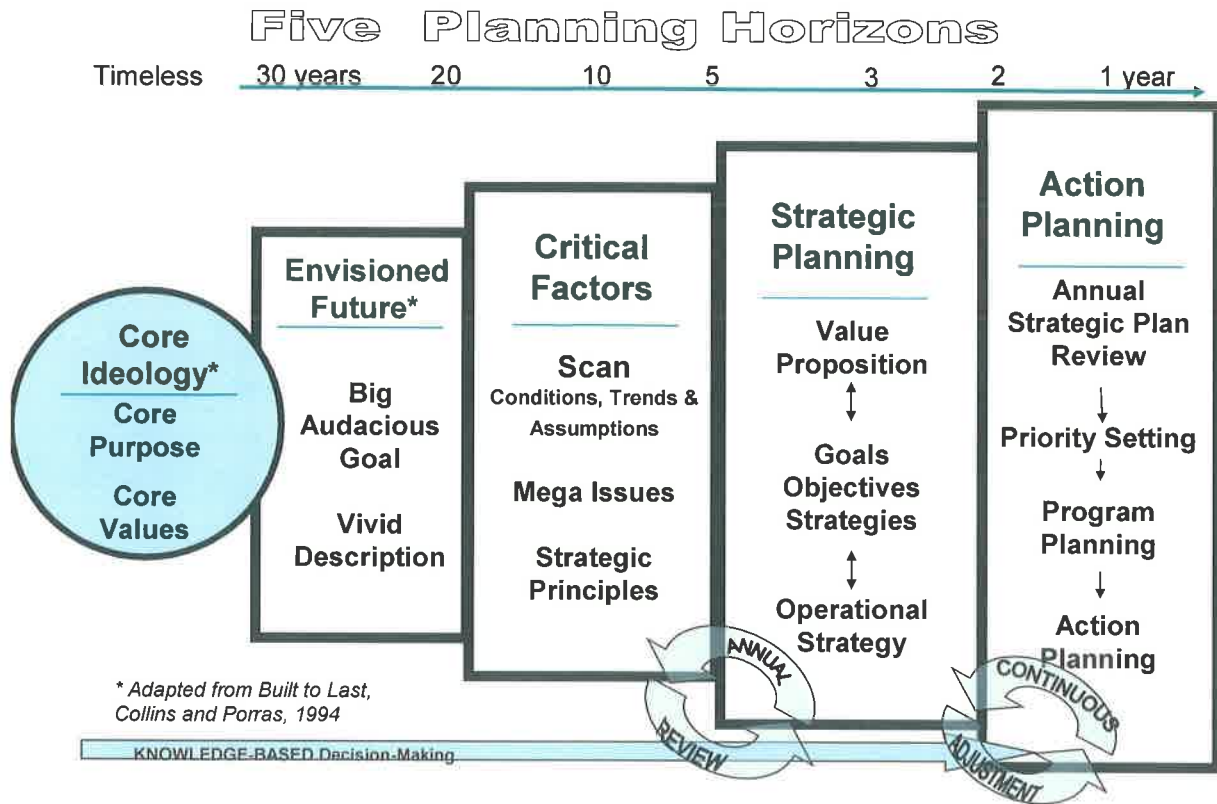 Five Planning Horizons
Timeless 30 years 20 10 5 3 2 1 year
Core
Ideology*
Core
Purpose
Core
Values
Envisioned
Future*
Big
Audacious
Goal
Vivid
Description
Critical
Factors
Scan
Conditions, Trends &
Assumptions
Mega Issues
Strategic
Principles
Strategic
Planning
Value
Proposition
Goals
Objectives
Strategies
Operational
Strategy
Action
Planning
Annual
Strategic Plan
Review
Priority Setting
Program
Planning
Action
Planning
ANNUAL
REVIEW
CONTINUOUS
ADJUSTMENT
* Adapted from Built to Last,
Collins and Porras, 1994
KNOWLEDGE-BASED Decision-Making